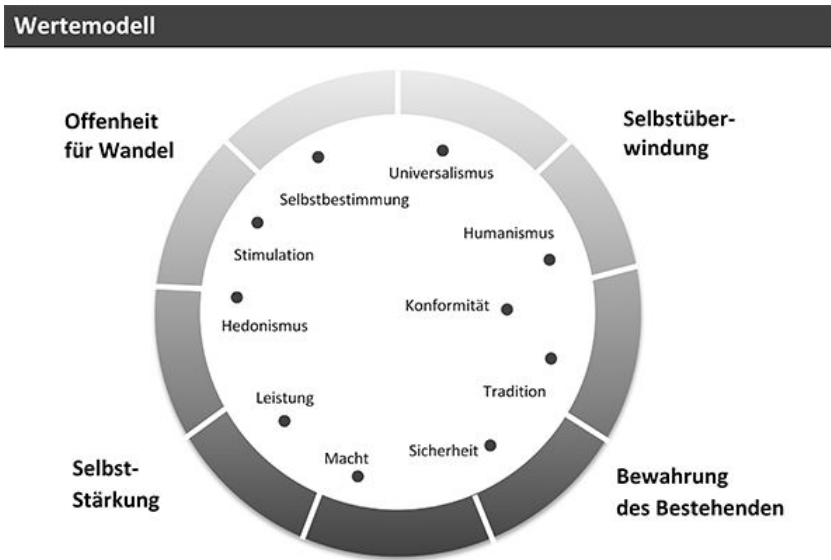 Wertemodell
Offenheit
für Wandel
Selbstüber-
windung
Universalismus
Selbstbestimmung
Humanismus
Stimulation
Konformität
Hedonismus
Tradition
Leistung
Sicherheit
Macht
Selbst-
Stärkung
Bewahrung
des Bestehenden